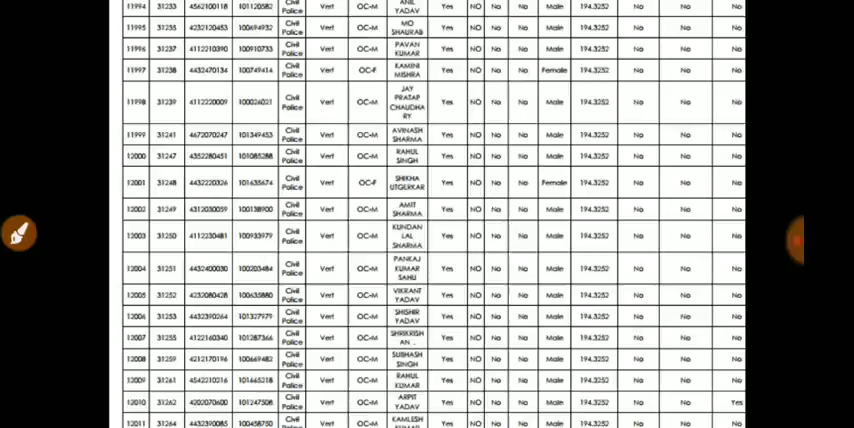 11994 31233 4562100118 101120582 Civil Police Vert OC-M ANIL YADAV Yes NO No No Male 194.3252 No No No
11995 31235 4232120453 100694932 Civil Police Vert OC-M MO SHAURAB Yes NO No No Male 194.3252 No No No
11996 31237 4112210390 100910733 Civil Police Vert OC-M PAVAN KUMAR Yes NO No No Male 194.3252 No No No
11997 31238 4432470134 100749414 Civil Police Vert OC-F KAMINI MISHRA Yes NO No No Female 194.3252 No No No
11998 31239 4112220009 100026021 Civil Police Vert OC-M JAY PRATAP CHAUDHA RY Yes NO No No Male 194.3252 No No No
11999 31241 4672070247 101349453 Civil Police Vert OC-M AVINASH SHARMA Yes NO No No Male 194.3252 No No No
12000 31247 4352280451 101085288 Civil Police Vert OC-M RAHUL SINGH Yes NO No No Male 194.3252 No No No
12001 31248 4432220326 101635674 Civil Police Vert OC-F SHIKHA UTGERKAR Yes NO No No Female 194.3252 No No No
12002 31249 4312030059 100138900 Civil Police Vert OC-M AMIT SHARMA Yes NO No No Male 194.3252 No No No
12003 31250 4112230481 100933979 Civil Police Vert OC-M KUNDAN LAL SHARMA Yes NO No No Male 194.3252 No No No
12004 31251 4432400030 100203484 Civil Police Vert OC-M PANKAJ KUMAR SAHU Yes NO No No Male 194.3252 No No No
12005 31252 4232080428 100635880 Civil Police Vert OC-M VIKRANT YADAV Yes NO No No Male 194.3252 No No No
12006 31253 4432390264 101327979 Civil Police Vert OC-M SHISHIR YADAV Yes NO No No Male 194.3252 No No No
12007 31255 4122160340 101287366 Civil Police Vert OC-M SHRIKRISH AN . Yes NO No No Male 194.3252 No No No
12008 31259 4212170196 100669482 Civil Police Vert OC-M SUBHASH SINGH Yes NO No No Male 194.3252 No No No
12009 31261 4542210216 101465218 Civil Police Vert OC-M RAHUL KUMAR Yes NO No No Male 194.3252 No No No
12010 31262 4202070600 101247508 Civil Police Vert OC-M ARPIT YADAV Yes NO No No Male 194.3252 No No Yes
12011 31264 4432390085 100458750 Civil Police Vert OC-M KAMLESH KUMAR Yes NO No No Male 194.3252 No No No